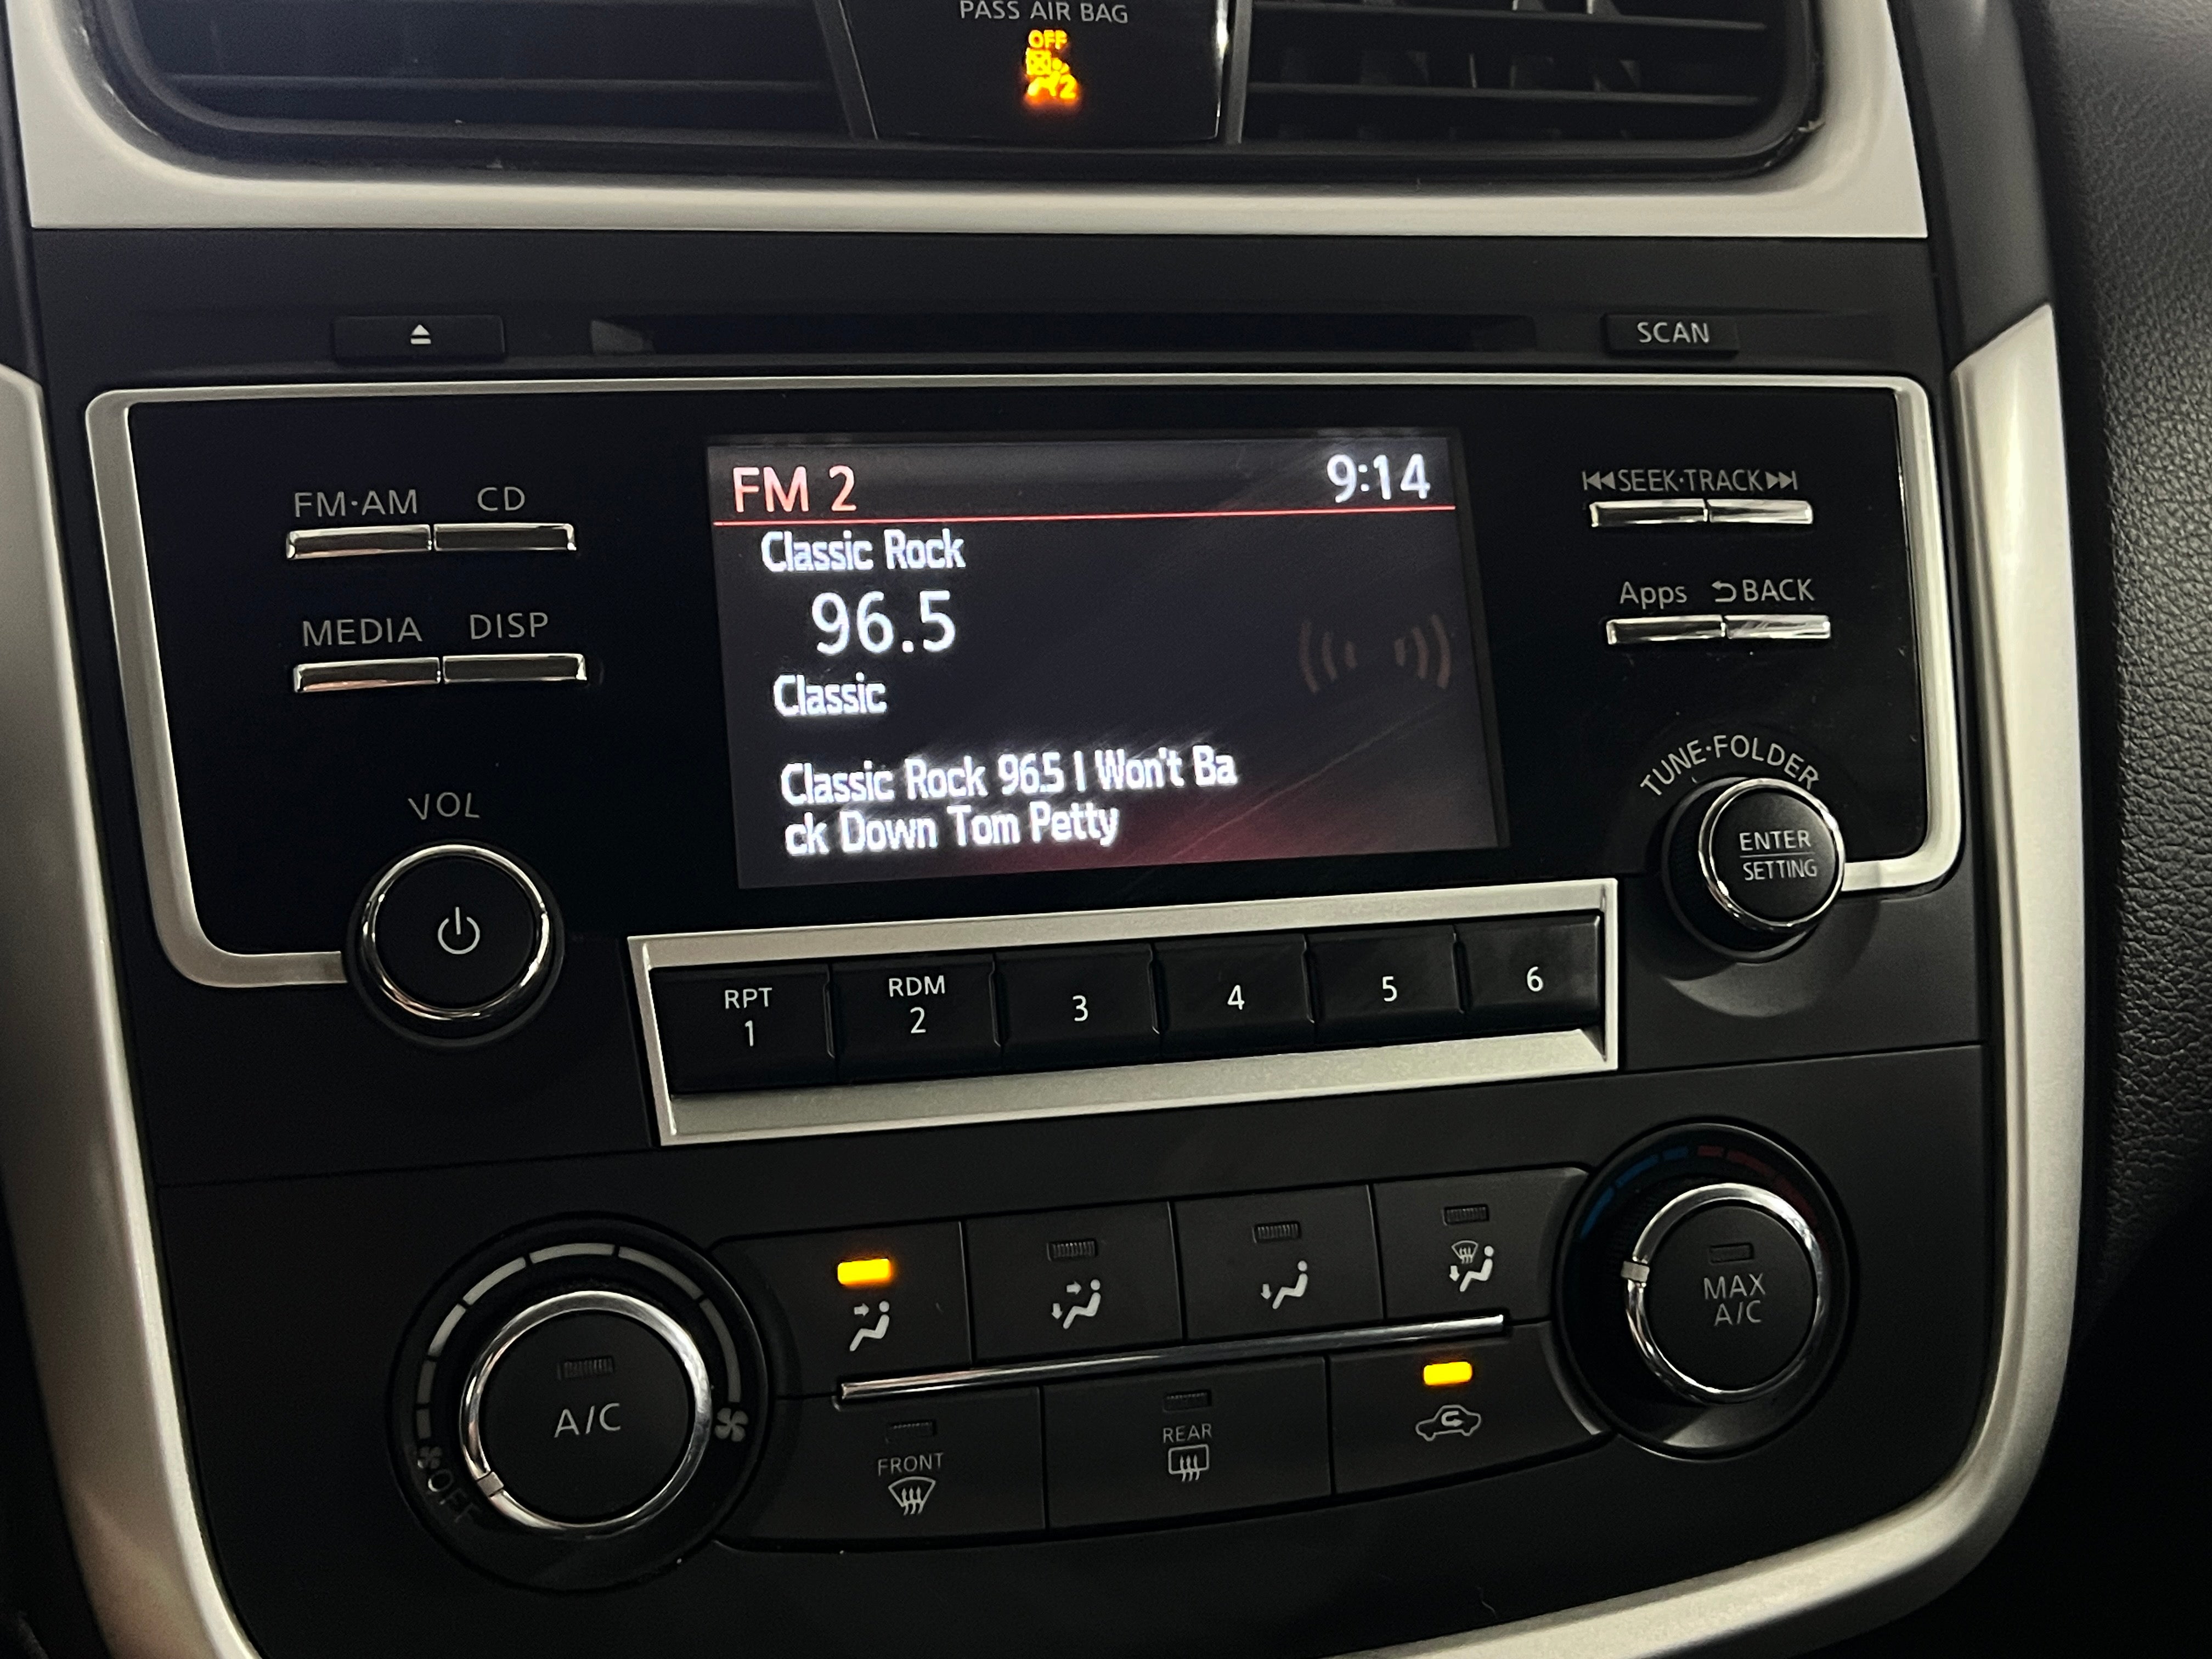 PASS AIR BAG
OFF
2
SCAN
FM·AM CD
FM 2 9:14
SEEK·TRACK
Classic Rock
96.5
Apps BACK
MEDIA DISP
Classic
Classic Rock 96.5 | Won't Ba
ck Down Tom Petty
VOL
TUNE·FOLDER
ENTER
SETTING
RPT
1
RDM
2
3
4
5
6
MAX
A/C
A/C
OFF
FRONT
REAR